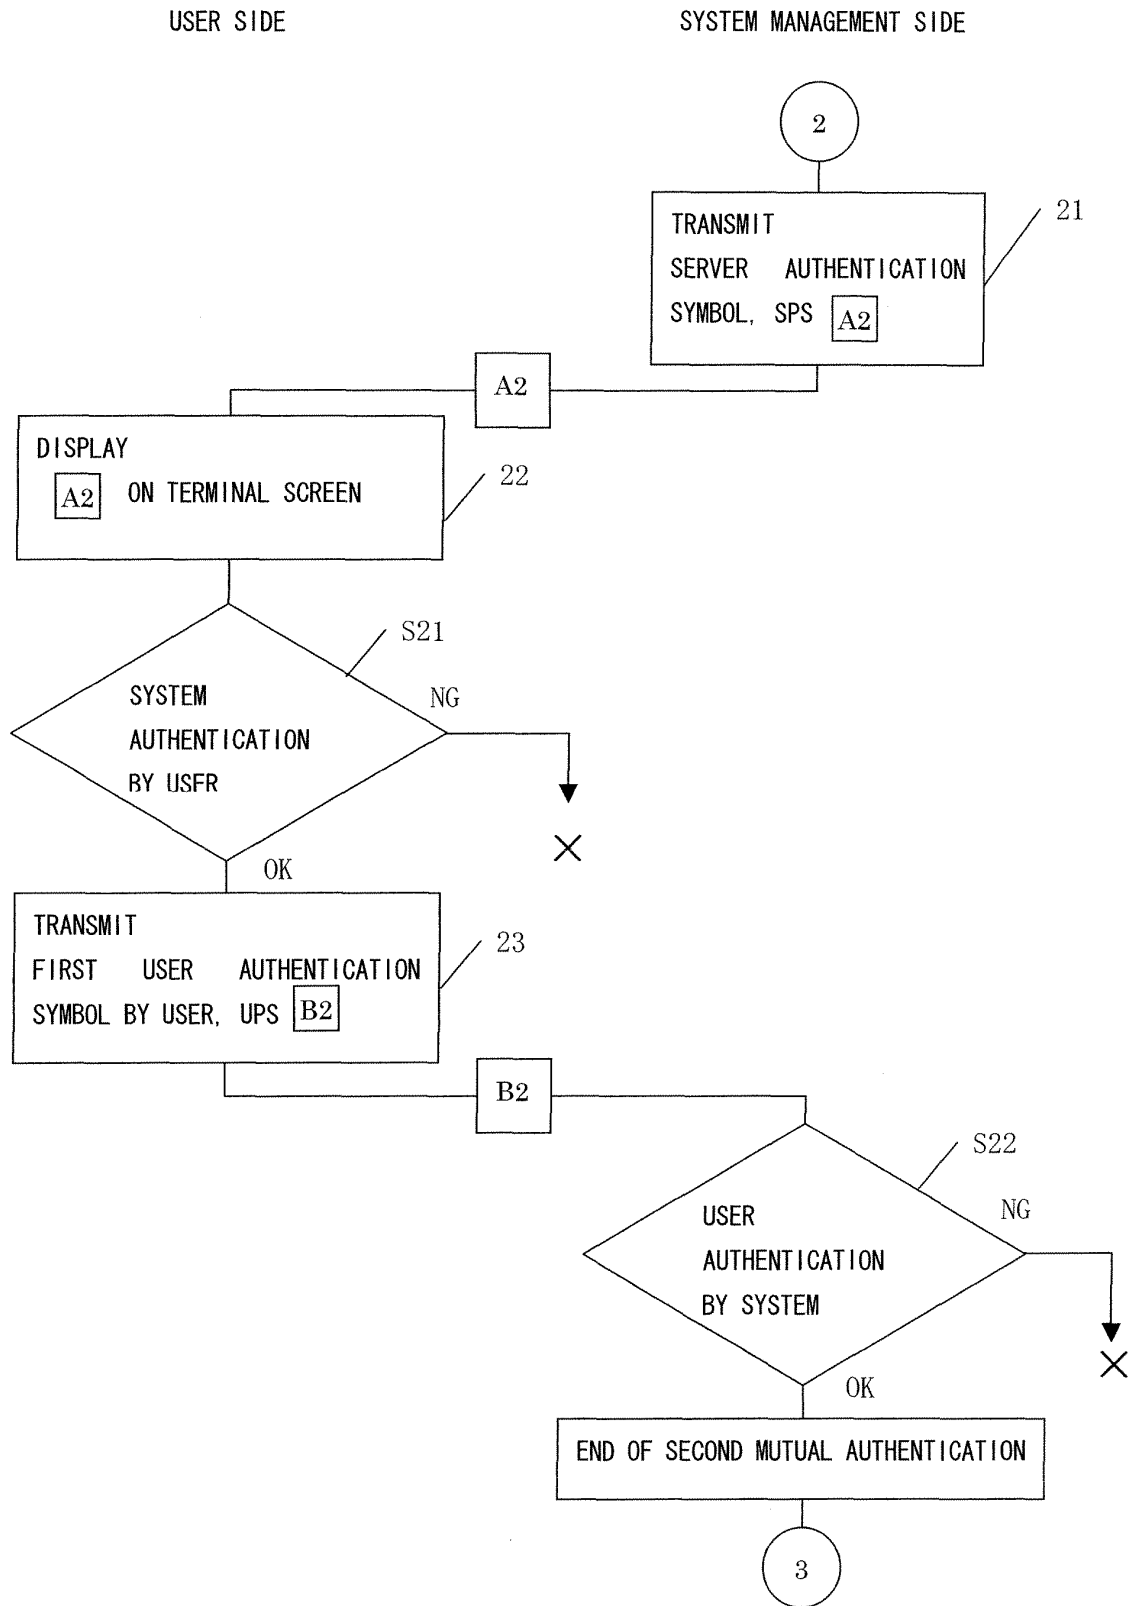 USER SIDE
SYSTEM MANAGEMENT SIDE
2
21
TRANSMIT
SERVER AUTHENTICATION
SYMBOL, SPS A2
A2
DISPLAY
A2 ON TERMINAL SCREEN
22
S21
SYSTEM
AUTHENTICATION
BY USFR
NG
OK
TRANSMIT
FIRST USER AUTHENTICATION
SYMBOL BY USER, UPS B2
23
B2
S22
USER
AUTHENTICATION
BY SYSTEM
NG
OK
END OF SECOND MUTUAL AUTHENTICATION
3